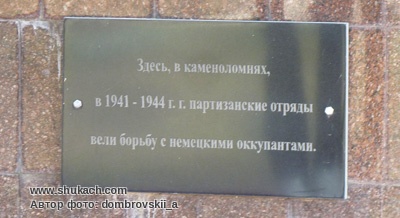 Здесь, в каменоломнях,
в 1941 - 1944 г. г. партизанские отряды
вели борьбу с немецкими оккупантами.
www.shukach.com
Автор фото: dombrovskii_a